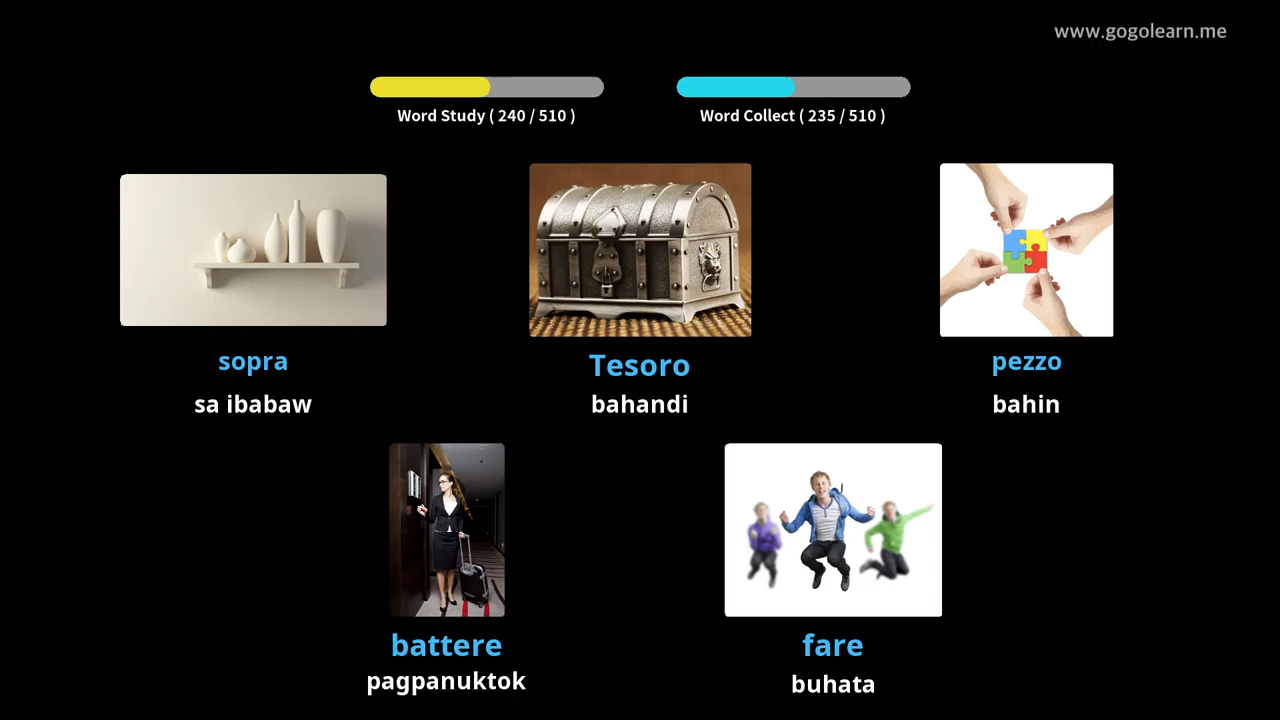 www.gogolearn.me
Word Study ( 240 / 510 )
Word Collect ( 235 / 510 )
sopra
Tesoro
pezzo
sa ibabaw
bahandi
bahin
battere
fare
pagpanuktok
buhata